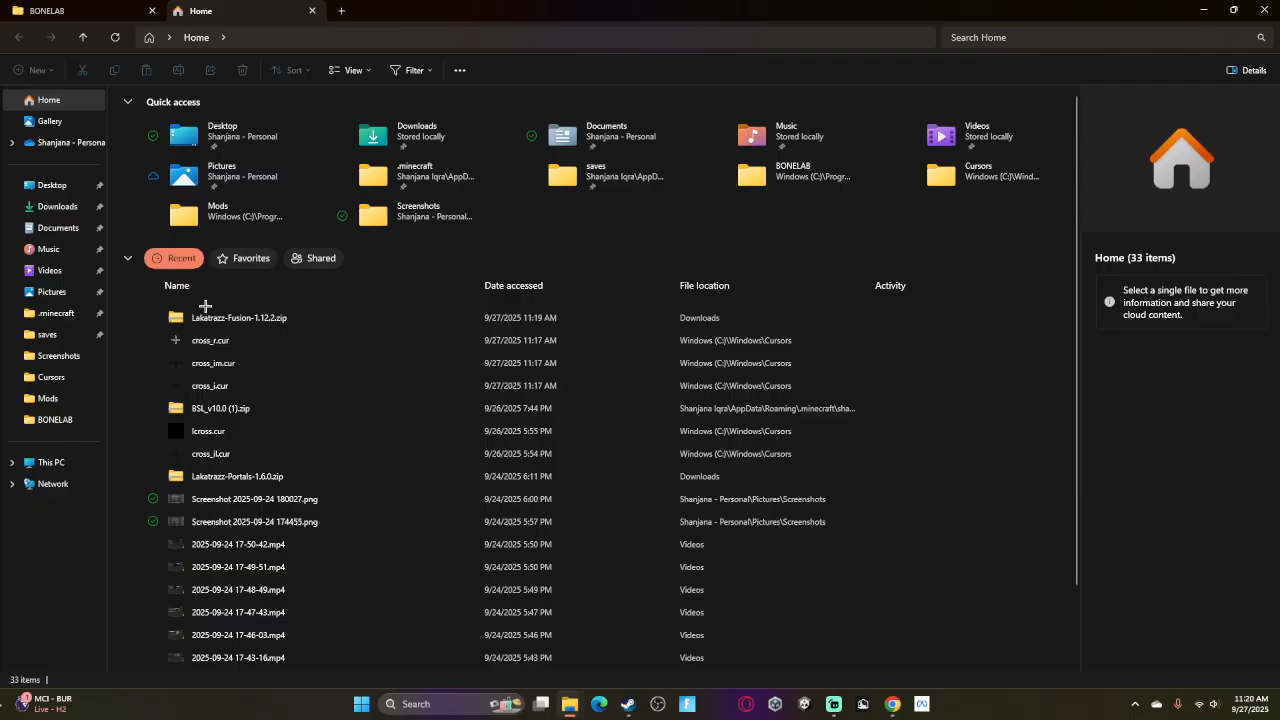 BONELAB
Home
Home
Search Home
New
Sort
View
Filter
Details
Home
Gallery
Shanjana - Persona
Desktop
Downloads
Documents
Music
Videos
Pictures
.minecraft
saves
Screenshots
Cursors
Mods
BONELAB
This PC
Network
Quick access
Desktop
Shanjana - Personal
Downloads
Stored locally
Documents
Shanjana - Personal
Music
Stored locally
Videos
Stored locally
Pictures
Shanjana - Personal
.minecraft
Shanjana Iqra\AppD...
saves
Shanjana Iqra\AppD...
BONELAB
Windows (C:)\Progr...
Cursors
Windows (C:)\Wind...
Mods
Windows (C:)\Progr...
Screenshots
Shanjana - Personal...
Recent
Favorites
Shared
Name Date accessed File location Activity
Lakatrazz-Fusion-1.12.2.zip 9/27/2025 11:19 AM Downloads
cross_r.cur 9/27/2025 11:17 AM Windows (C:)\Windows\Cursors
cross_im.cur 9/27/2025 11:17 AM Windows (C:)\Windows\Cursors
cross_i.cur 9/27/2025 11:17 AM Windows (C:)\Windows\Cursors
BSL_v10.0 (1).zip 9/26/2025 7:44 PM Shanjana Iqra\AppData\Roaming\.minecraft\sha...
lcross.cur 9/26/2025 5:55 PM Windows (C:)\Windows\Cursors
cross_il.cur 9/26/2025 5:54 PM Windows (C:)\Windows\Cursors
Lakatrazz-Portals-1.6.0.zip 9/24/2025 6:11 PM Downloads
Screenshot 2025-09-24 180027.png 9/24/2025 6:00 PM Shanjana - Personal\Pictures\Screenshots
Screenshot 2025-09-24 174455.png 9/24/2025 5:57 PM Shanjana - Personal\Pictures\Screenshots
2025-09-24 17-50-42.mp4 9/24/2025 5:50 PM Videos
2025-09-24 17-49-51.mp4 9/24/2025 5:50 PM Videos
2025-09-24 17-48-49.mp4 9/24/2025 5:49 PM Videos
2025-09-24 17-47-43.mp4 9/24/2025 5:47 PM Videos
2025-09-24 17-46-03.mp4 9/24/2025 5:46 PM Videos
2025-09-24 17-43-16.mp4 9/24/2025 5:43 PM Videos
Home (33 items)
Select a single file to get more
information and share your
cloud content.
33 items
1
MCI - BUR
Live - H2
Search
11:20 AM
9/27/2025